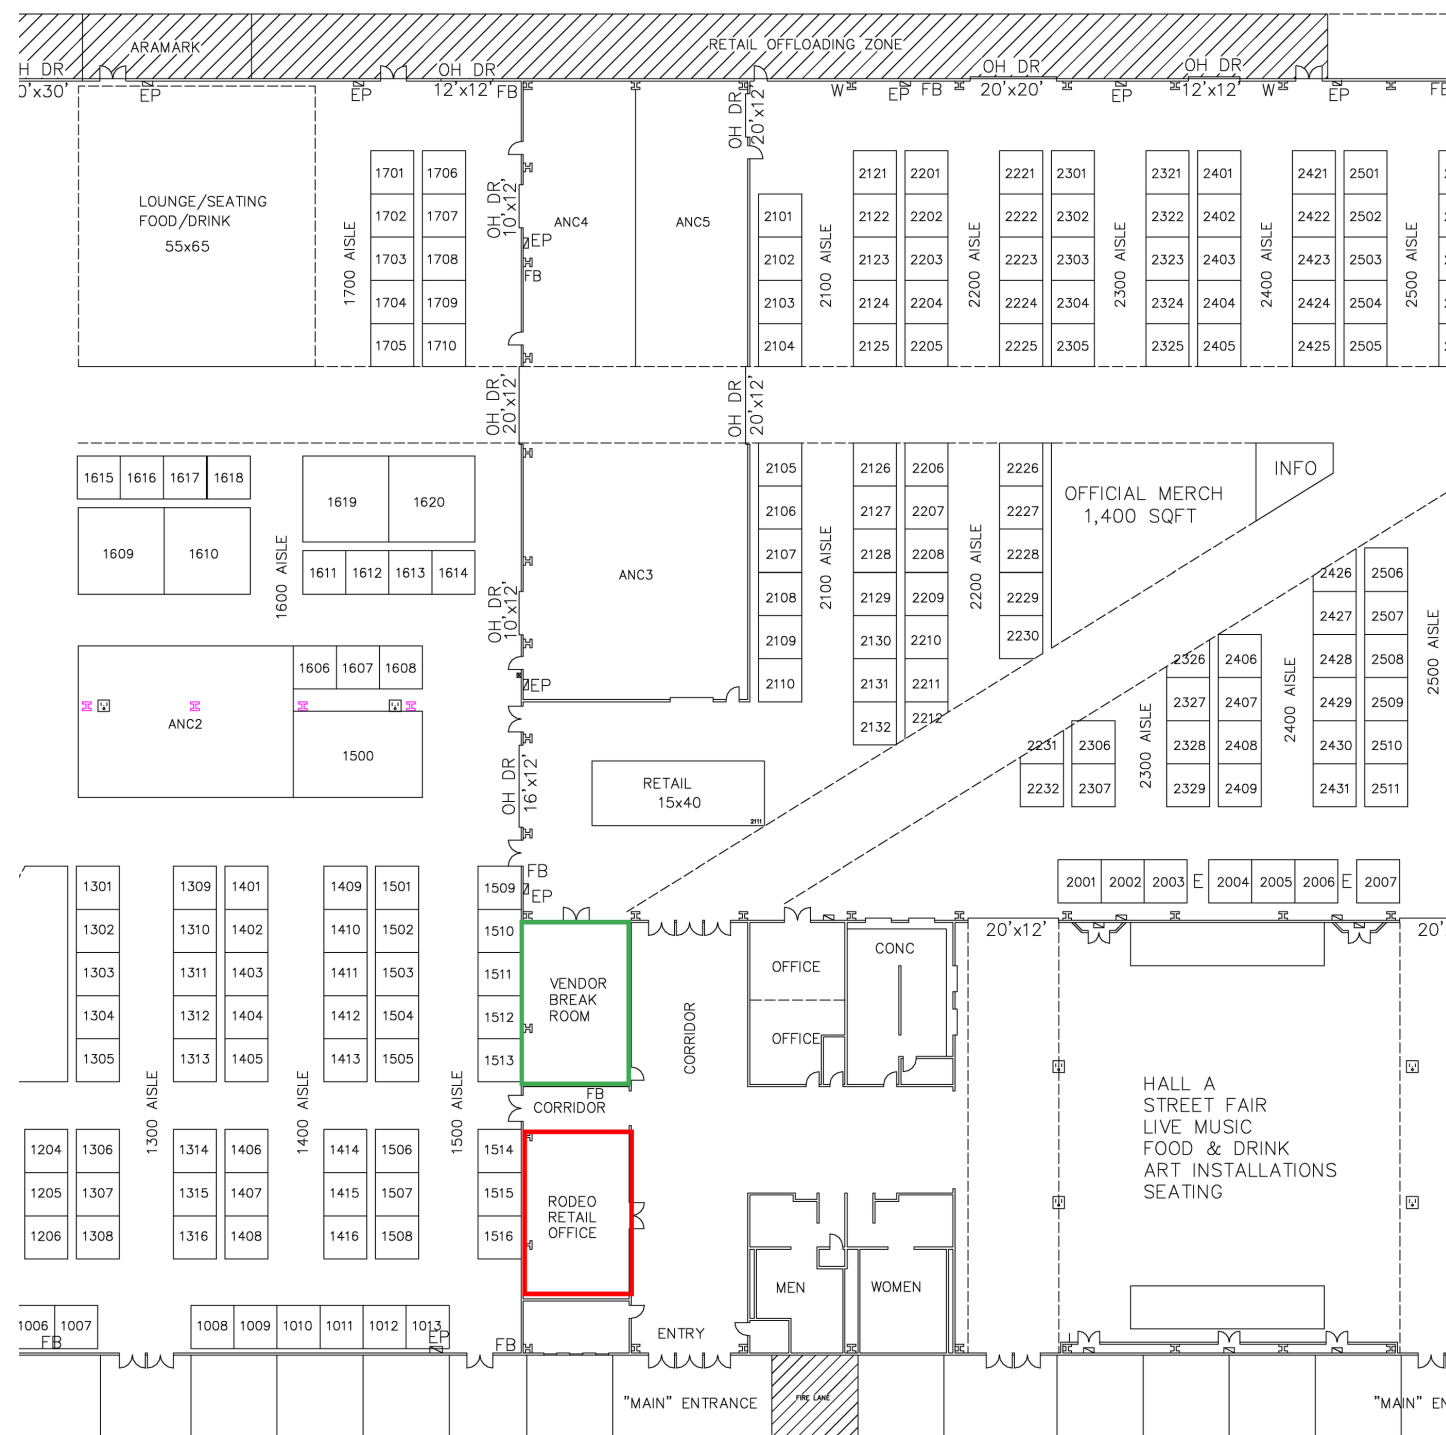 ARAMARK
RETAIL OFFLOADING ZONE
H DR
OH DR
OH DR
OH DR
0'x30'
EP
EP
12'x12'
FB
W
EP
FB
20'x20'
EP
12'x12'
W
EP
OH DR
20'x12'
LOUNGE/SEATING
FOOD/DRINK
55x65
1700 AISLE
1701
1702
1703
1704
1705
1706
1707
1708
1709
1710
OH DR
10'x12'
EP
FB
ANC4
ANC5
2101
2102
2103
2104
2100 AISLE
2121
2122
2123
2124
2125
2201
2202
2203
2204
2205
2200 AISLE
2221
2222
2223
2224
2225
2301
2302
2303
2304
2305
2300 AISLE
2321
2322
2323
2324
2325
2401
2402
2403
2404
2405
2400 AISLE
2421
2422
2423
2424
2425
2501
2502
2503
2504
2505
2500 AISLE
OH DR
20'x12'
OH DR
20'x12'
1615
1616
1617
1618
1609
1610
1600 AISLE
1619
1620
1611
1612
1613
1614
OH DR
10'x12'
EP
ANC3
2105
2106
2107
2108
2109
2110
2100 AISLE
2126
2127
2128
2129
2130
2131
2132
2206
2207
2208
2209
2210
2211
2212
2200 AISLE
2226
2227
2228
2229
2230
OFFICIAL MERCH
1,400 SQFT
INFO
2231
2232
2306
2307
2300 AISLE
2326
2327
2328
2329
2406
2407
2408
2409
2400 AISLE
2426
2427
2428
2429
2430
2431
2506
2507
2508
2509
2510
2511
2500 AISLE
ANC2
1606
1607
1608
1500
OH DR
16'x12'
RETAIL
15x40
2111
2001
2002
2003
E
2004
2005
2006
E
2007
1301
1302
1303
1304
1305
1309
1310
1311
1312
1313
1401
1402
1403
1404
1405
1409
1410
1411
1412
1413
1501
1502
1503
1504
1505
1509
1510
1511
1512
1513
FB
EP
VENDOR
BREAK
ROOM
CORRIDOR
OFFICE
OFFICE
CONC
20'x12'
20'
1300 AISLE
1400 AISLE
1500 AISLE
FB
CORRIDOR
1204
1205
1206
1306
1307
1308
1314
1315
1316
1406
1407
1408
1414
1415
1416
1506
1507
1508
1514
1515
1516
RODEO
RETAIL
OFFICE
MEN
WOMEN
HALL A
STREET FAIR
LIVE MUSIC
FOOD & DRINK
ART INSTALLATIONS
SEATING
1006
1007
FB
1008
1009
1010
1011
1012
1013
EP
FB
ENTRY
"MAIN" ENTRANCE
FIRE LANE
"MAIN" EN